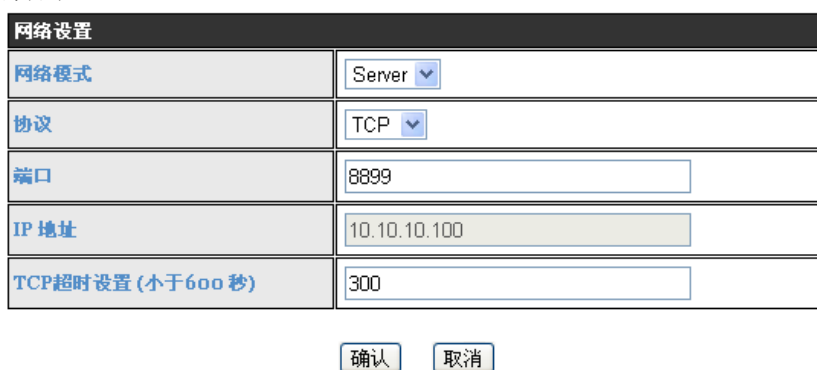 网络设置
网络模式 Server
协议 TCP
端口 8899
IP 地址 10.10.10.100
TCP超时设置 (小于600 秒) 300
确认 取消